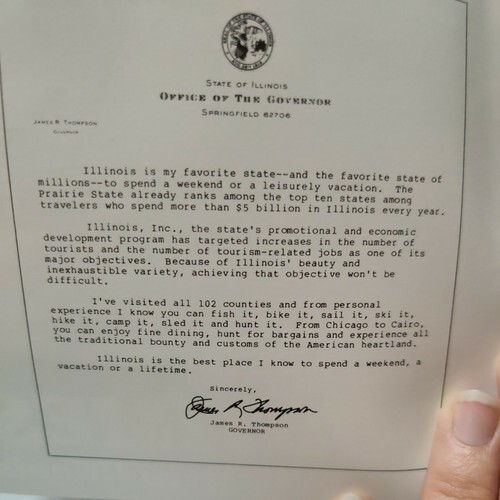 STATE OF ILLINOIS
OFFICE OF THE GOVERNOR
SPRINGFIELD 62706
JAMES R. THOMPSON
GOVERNOR
Illinois is my favorite state--and the favorite state of
millions--to spend a weekend or a leisurely vacation. The
Prairie State already ranks among the top ten states among
travelers who spend more than $5 billion in Illinois every year.
Illinois, Inc., the state's promotional and economic
development program has targeted increases in the number of
tourists and the number of tourism-related jobs as one of its
major objectives. Because of Illinois' beauty and
inexhaustible variety, achieving that objective won't be
difficult.
I've visited all 102 counties and from personal
experience I know you can fish it, bike it, sail it, ski it,
hike it, camp it, sled it and hunt it. From Chicago to Cairo,
you can enjoy fine dining, hunt for bargains and experience all
the traditional bounty and customs of the American heartland.
Illinois is the best place I know to spend a weekend, a
vacation or a lifetime.
Sincerely,
James R. Thompson
James R. Thompson
GOVERNOR